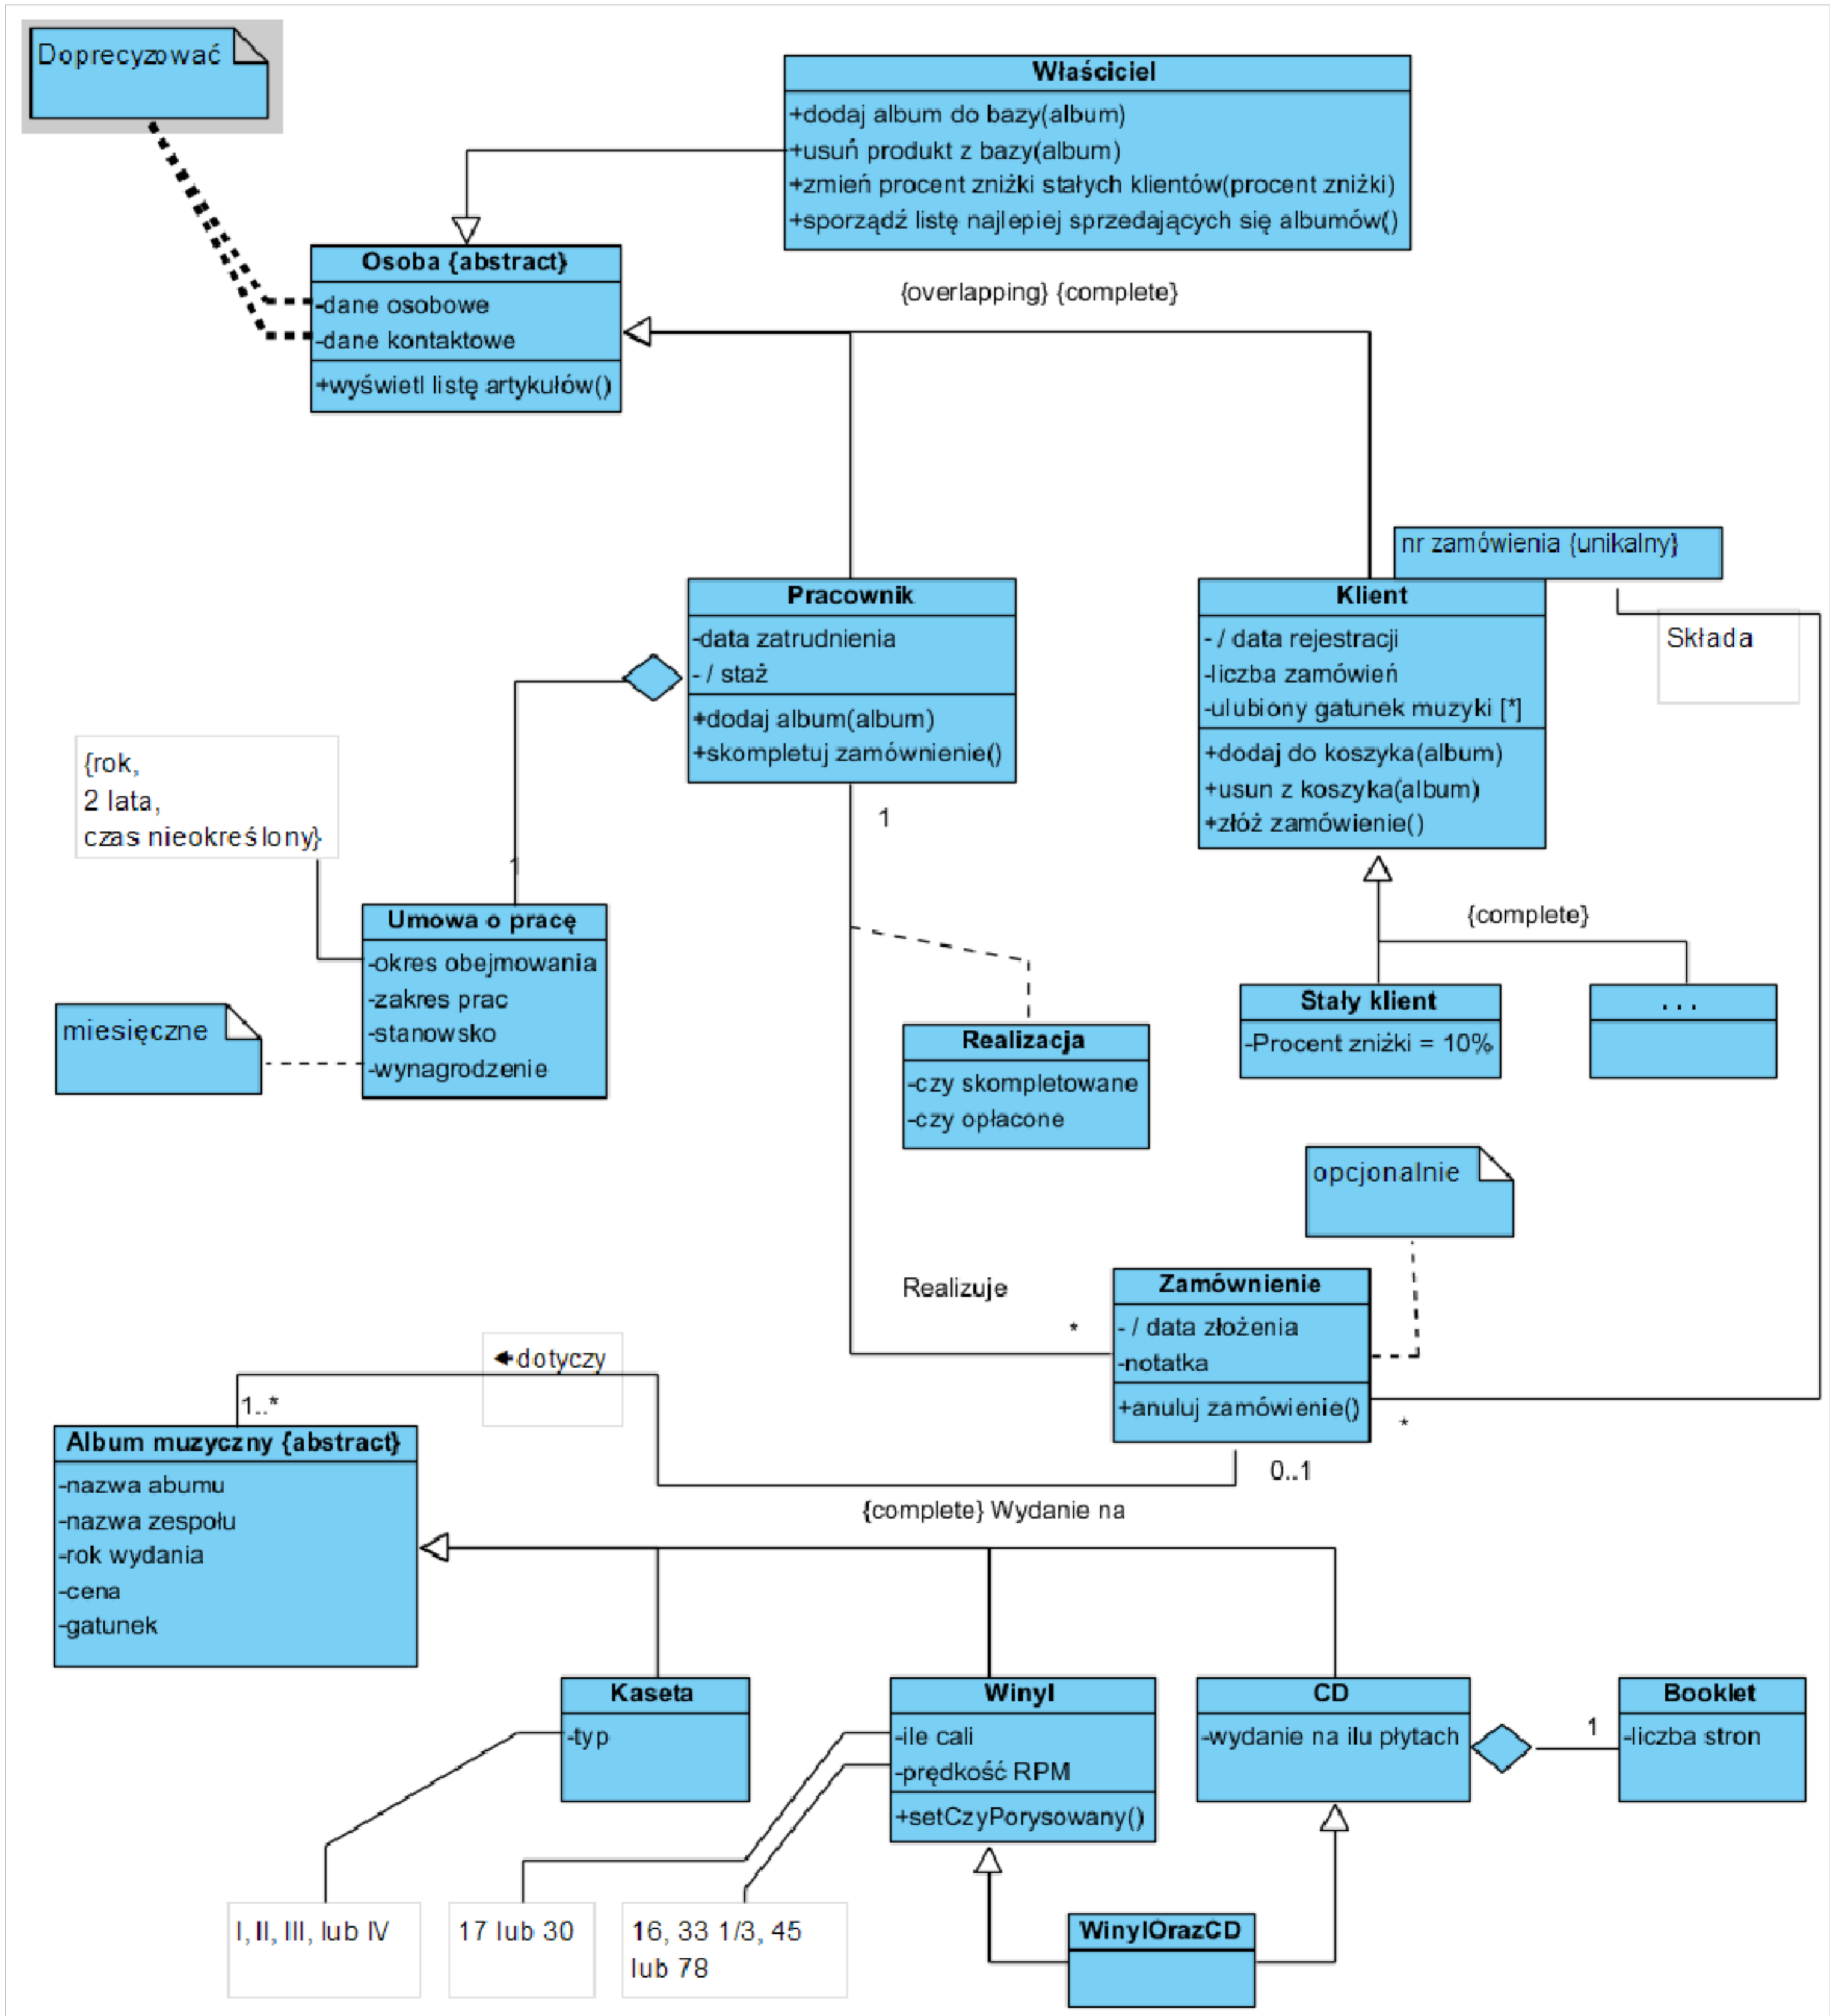 Doprecyzować
Właściciel
+dodaj album do bazy(album)
+usuń produkt z bazy(album)
+zmień procent zniżki stałych klientów(procent zniżki)
+sporządź listę najlepiej sprzedających się albumów()
Osoba {abstract}
-dane osobowe
-dane kontaktowe
+wyświetl listę artykułów()
{overlapping} {complete}
nr zamówienia {unikalny}
Pracownik
-data zatrudnienia
- / staż
+dodaj album(album)
+skompletuj zamównienie()
1
Klient
- / data rejestracji
-liczba zamówień
-ulubiony gatunek muzyki [*]
+dodaj do koszyka(album)
+usun z koszyka(album)
+złóż zamówienie()
Składa
{rok,
2 lata,
czas nieokreślony}
1
Umowa o pracę
-okres obejmowania
-zakres prac
-stanowsko
-wynagrodzenie
miesięczne
{complete}
Stały klient
-Procent zniżki = 10%
...
Realizacja
-czy skompletowane
-czy opłacone
opcjonalnie
Realizuje
*
Zamównienie
- / data złożenia
-notatka
+anuluj zamówienie()
*
0..1
dotyczy
1..*
Album muzyczny {abstract}
-nazwa abumu
-nazwa zespołu
-rok wydania
-cena
-gatunek
{complete} Wydanie na
Kaseta
-typ
Winyl
-ile cali
-prędkość RPM
+setCzyPorysowany()
CD
-wydanie na ilu płytach
1
Booklet
-liczba stron
I, II, III, lub IV
17 lub 30
16, 33 1/3, 45
lub 78
WinylOrazCD